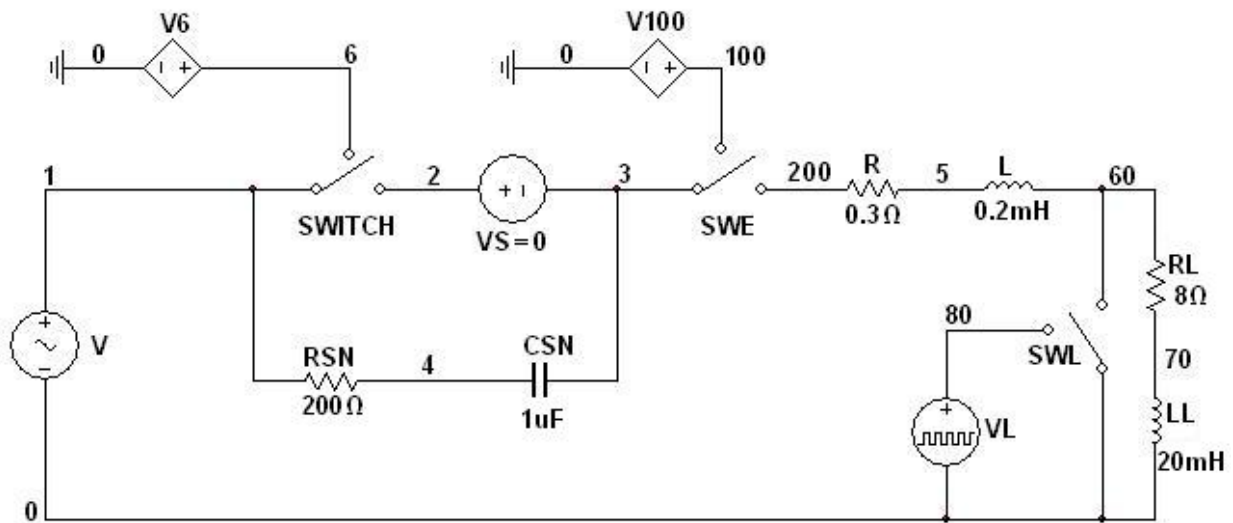 V6
V100
0
6
0
100
1
2
3
200
R
5
L
60
SWITCH
VS=0
SWE
0.3Ω
0.2mH
RL
8Ω
V
RSN
4
CSN
80
SWL
70
200Ω
1uF
VL
LL
20mH
0